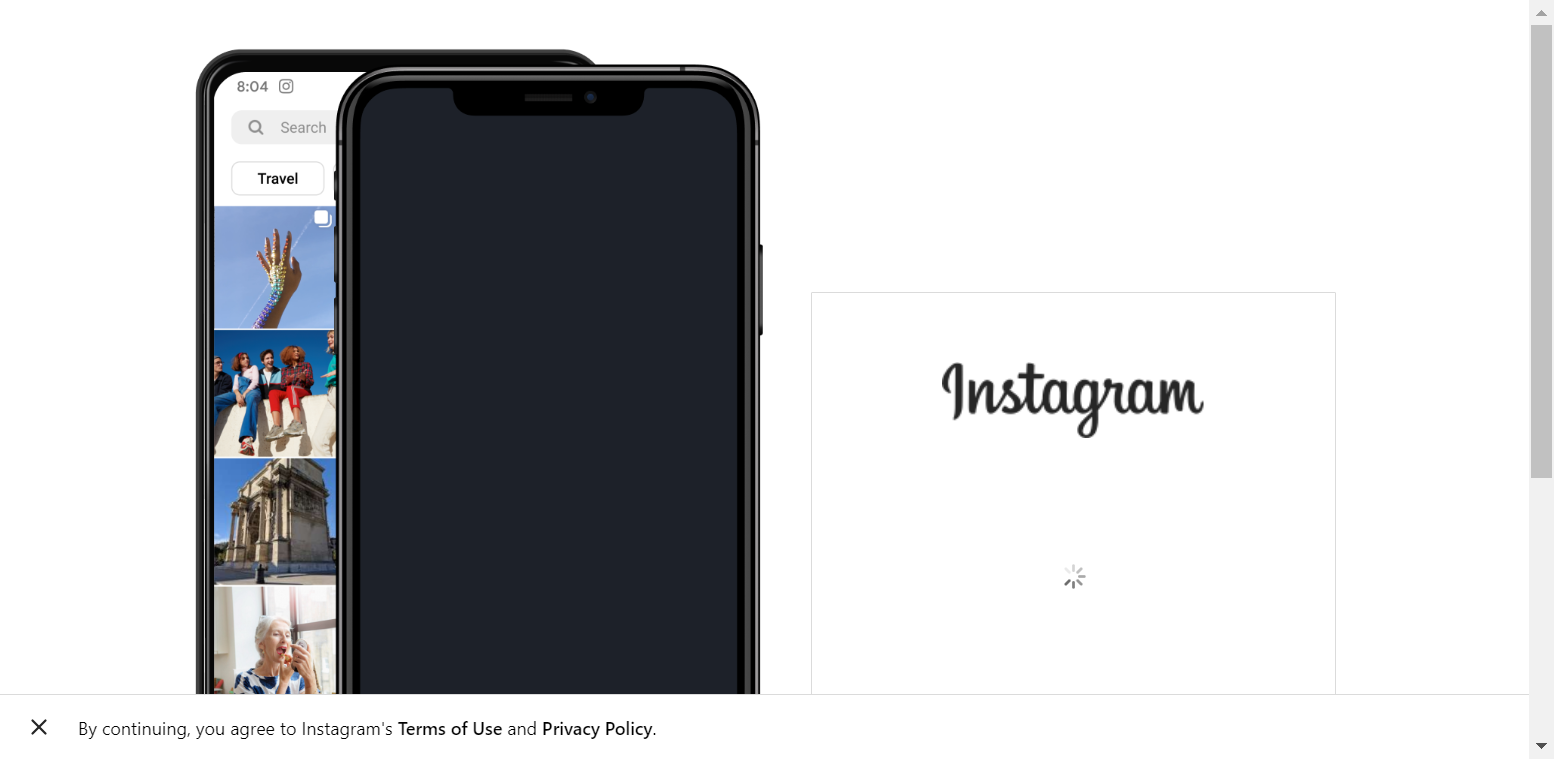 8:04
Search
Travel
Instagram
By continuing, you agree to Instagram's Terms of Use and Privacy Policy.